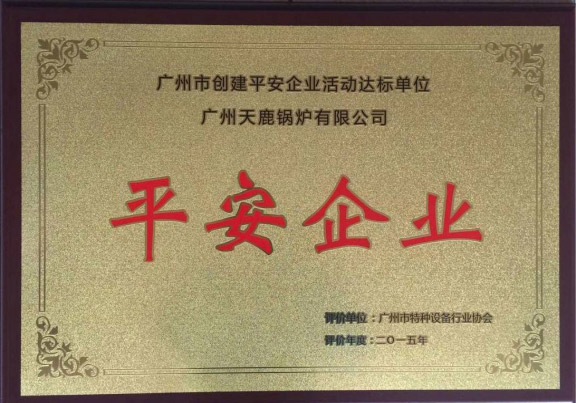 广州市创建平安企业活动达标单位
广州天鹿锅炉有限公司
平安企业
评价单位：广州市特种设备行业协会
评价年度：二〇一五年